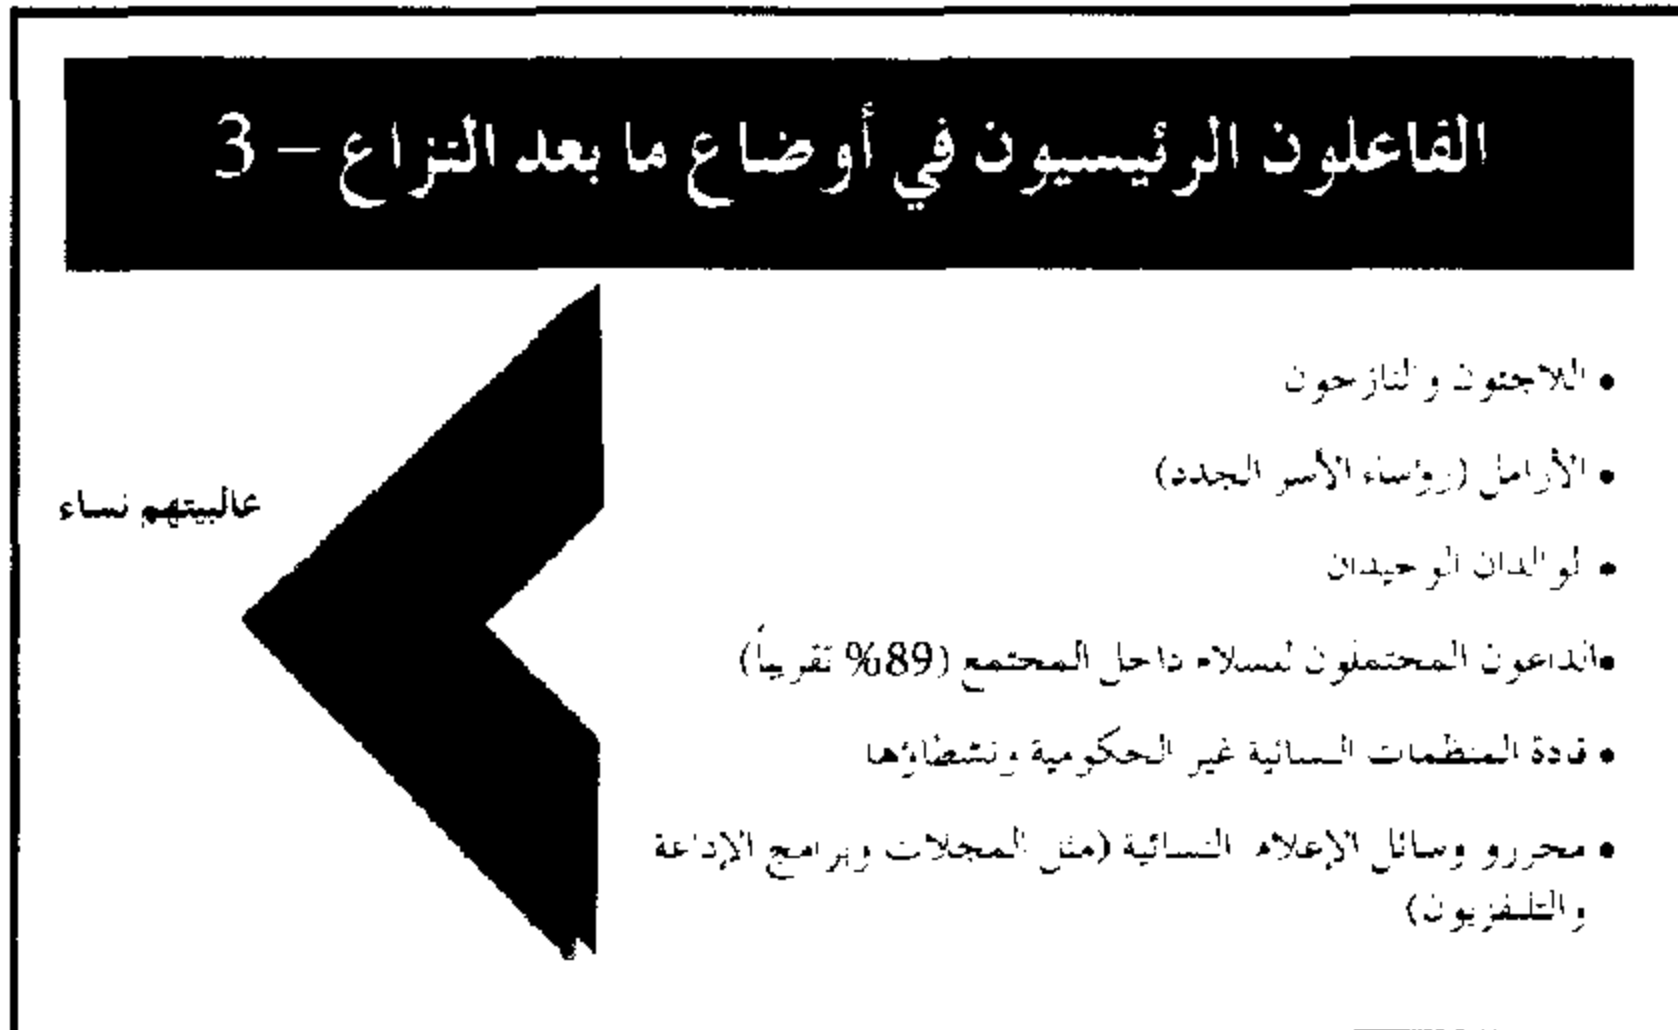 الفاعلون الرئيسيون في أوضاع ما بعد النزاع – 3
• اللاجئون والنازحون
• الأرامل (رؤساء الأسر الجدد)
• لوالدان الوحيدان
•الداعون المحتملون للسلام داخل المجتمع (89% تقريباً)
• قادة المنظمات النسائية غير الحكومية ونشطاؤها
• محررو وسائل الإعلام النسائية (مثل المجلات وبرامج الإذاعة
والتلفزيون)
غالبيتهم نساء